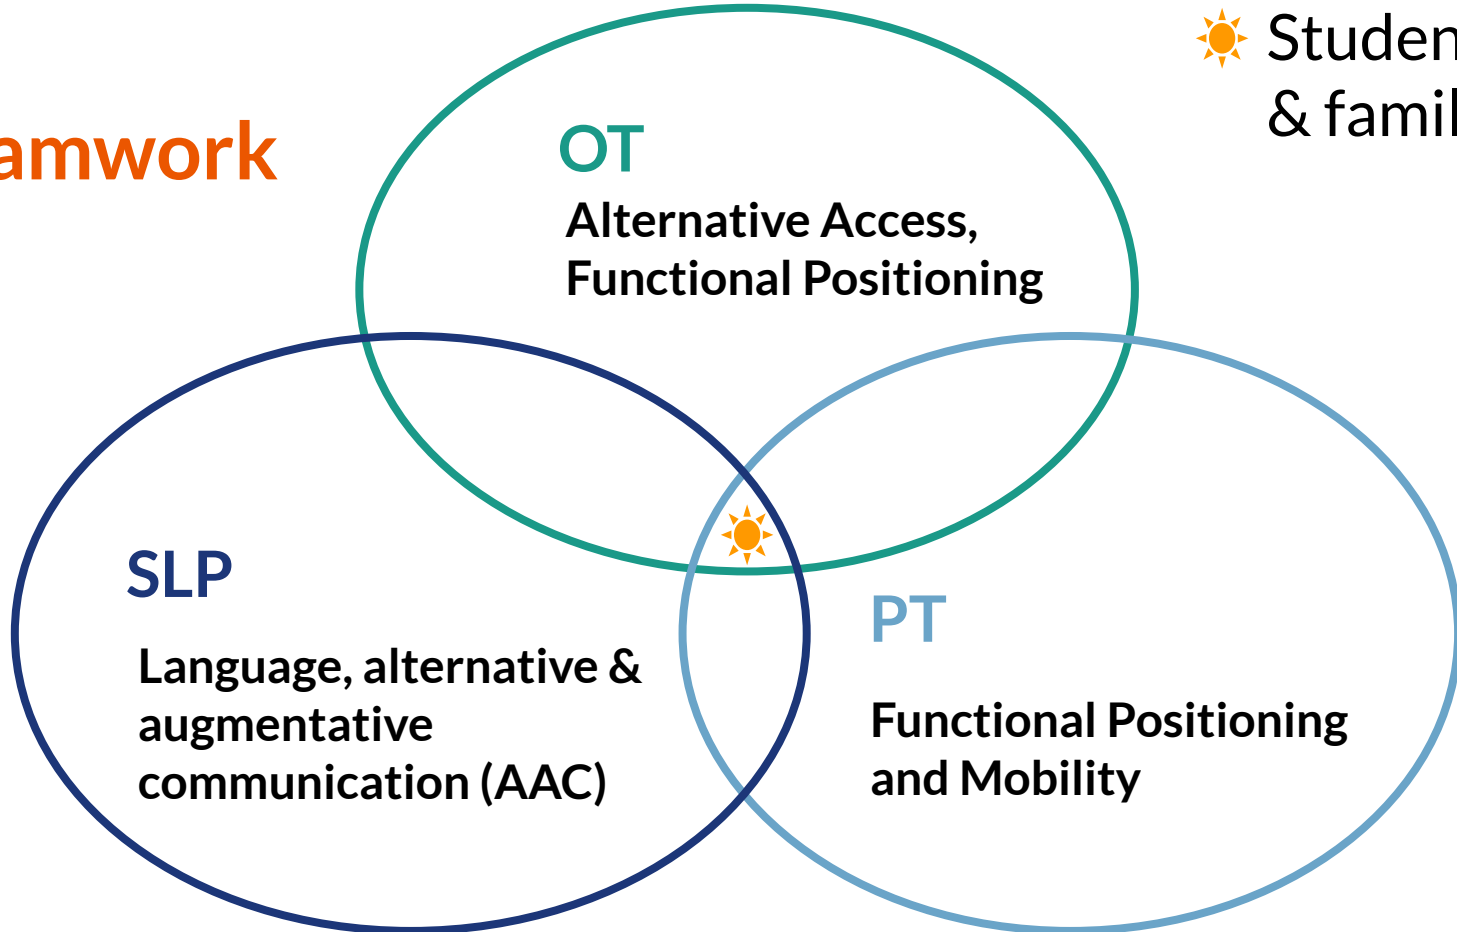 Studen
& famil
amwork
OT
Alternative Access,
Functional Positioning
SLP
Language, alternative &
augmentative
communication (AAC)
PT
Functional Positioning
and Mobility